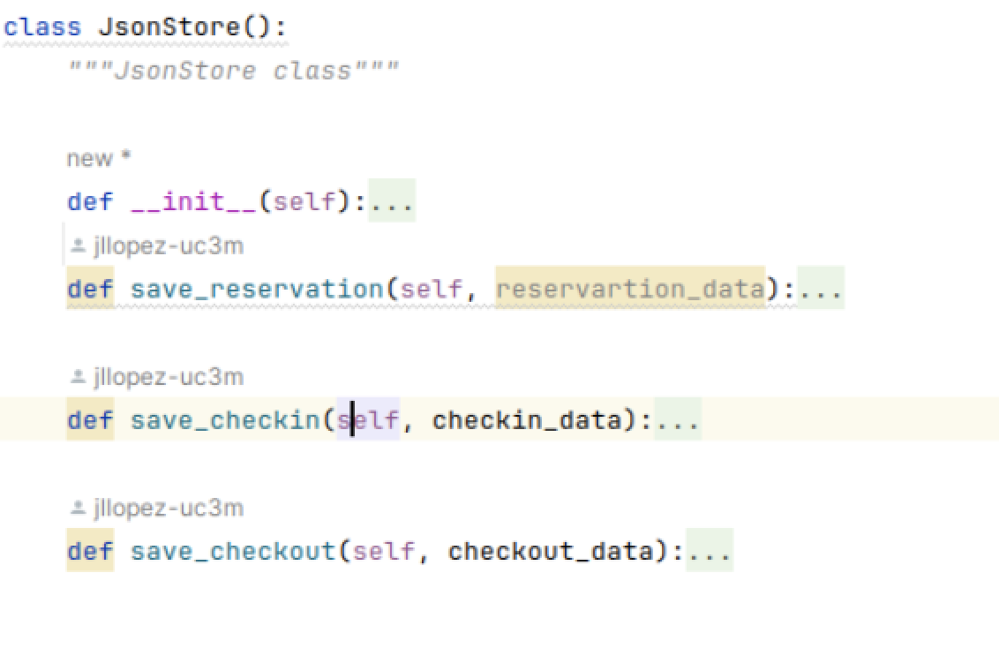 class JsonStore():
"""JsonStore class"""
new *
def __init__(self):...
jllopez-uc3m
def save_reservation(self, reservartion_data):...
jllopez-uc3m
def save_checkin(self, checkin_data):...
jllopez-uc3m
def save_checkout(self, checkout_data):...